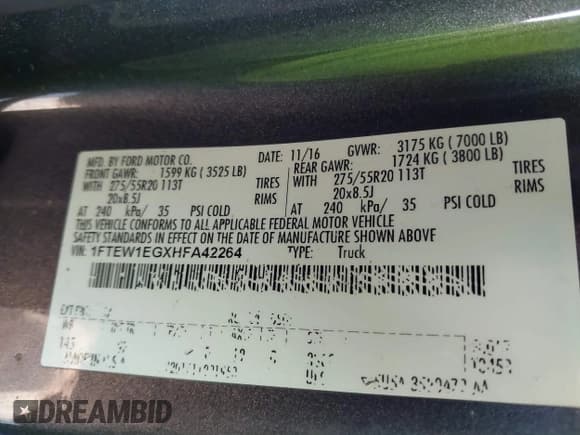 MFD. BY FORD MOTOR CO. DATE: 11/16 GVWR: 3175 KG ( 7000 LB)
FRONT GAWR: 1599 KG ( 3525 LB) REAR GAWR: 1724 KG ( 3800 LB)
WITH 275/55R20 113T TIRES WITH 275/55R20 113T TIRES
20x8.5J RIMS 20x8.5J RIMS
AT 240 kPa/ 35 PSI COLD AT 240 kPa/ 35 PSI COLD
THIS VEHICLE CONFORMS TO ALL APPLICABLE FEDERAL MOTOR VEHICLE
SAFETY STANDARDS IN EFFECT ON THE DATE OF MANUFACTURE SHOWN ABOVE.
VIN: 1FTEW1EGXHFA42264 TYPE: Truck
EXT
WB
145
DREAMBID